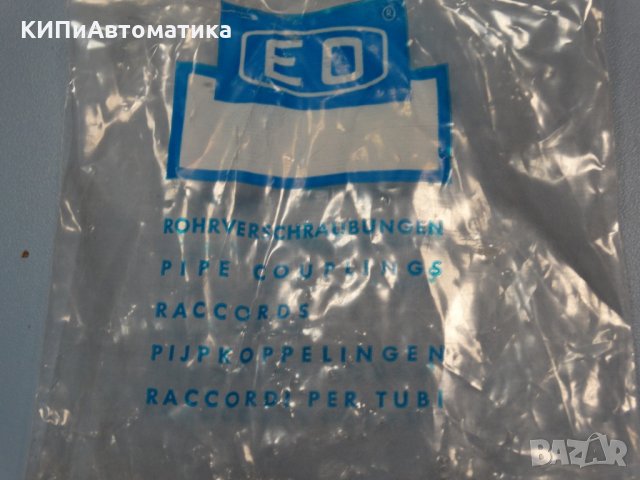 КИПиАвтоматика
®
EO
ROHRVERSCHRAUBUNGEN
PIPE COUPLINGS
RACCORDS
PIJPKOPPELINGEN
RACCORDI PER TUBI
BAZAR